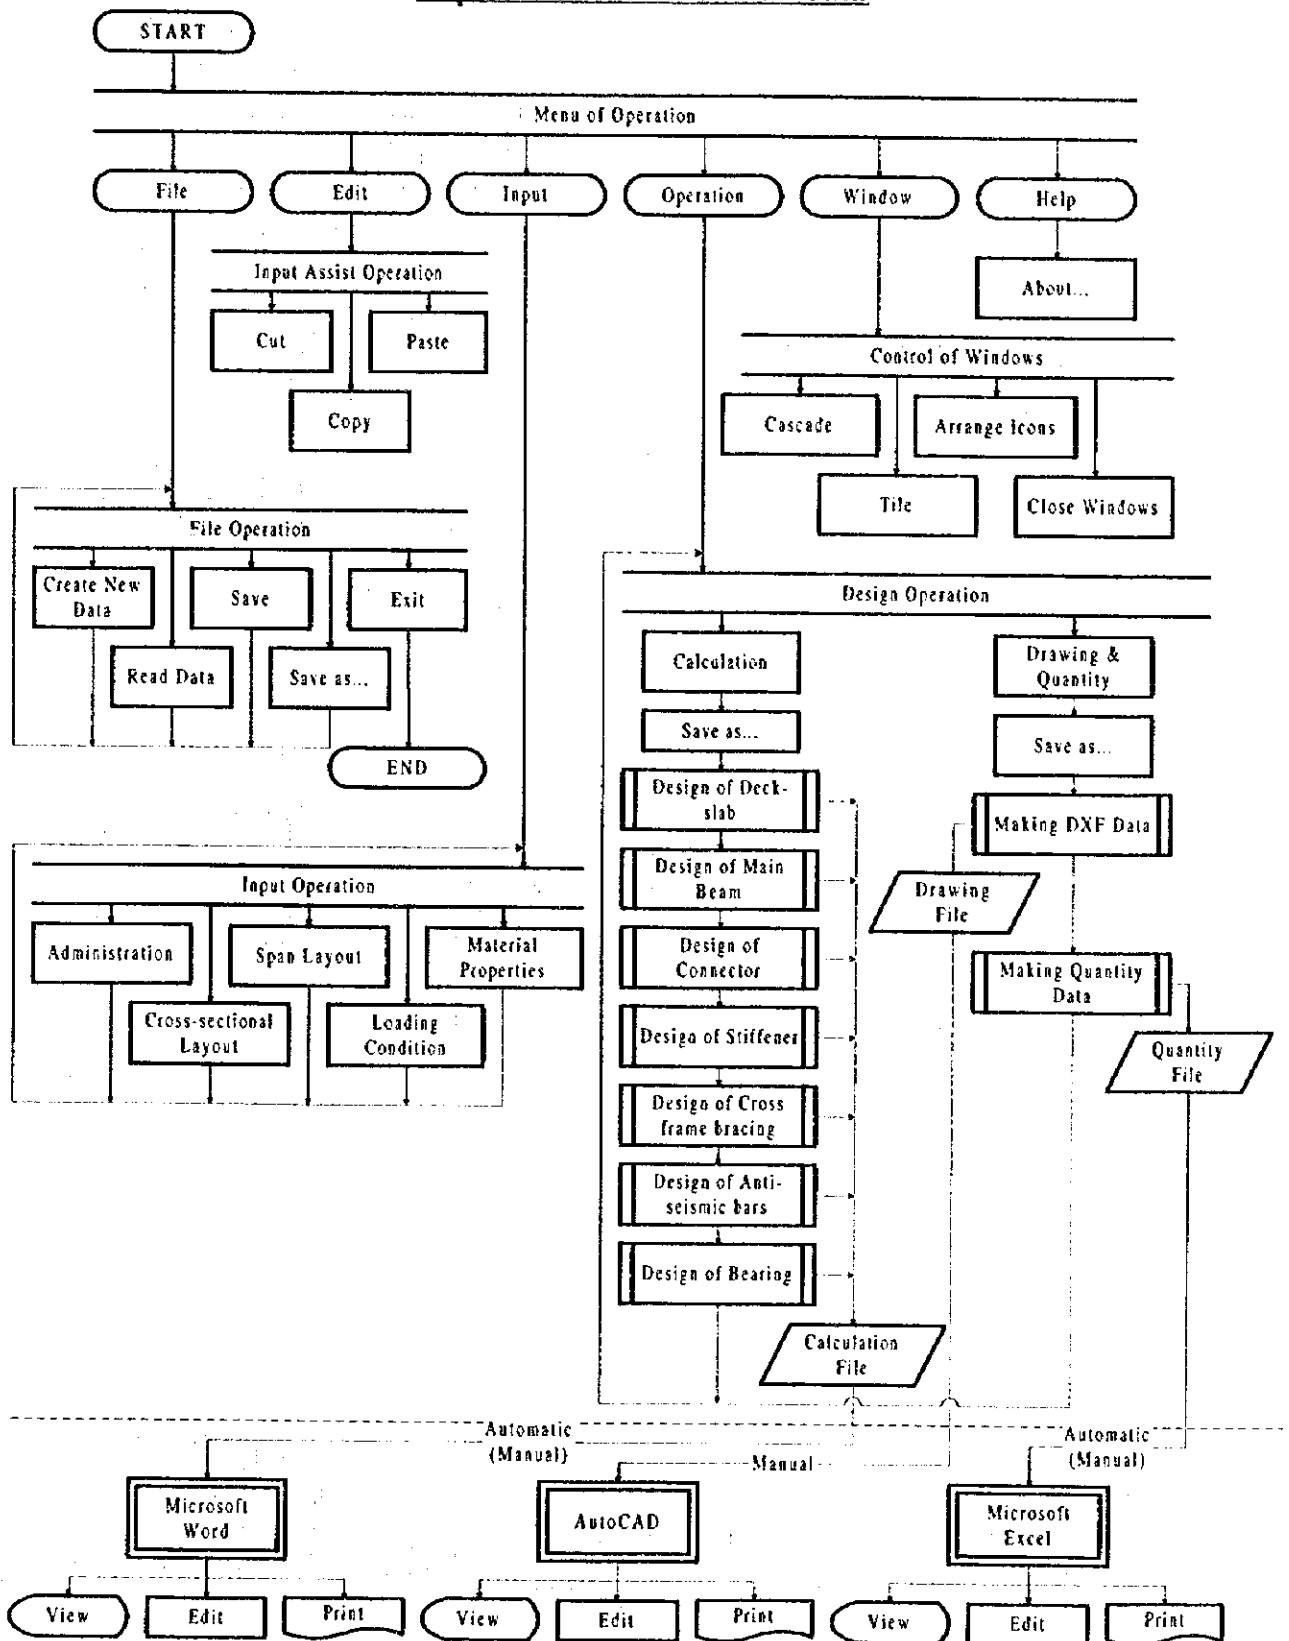 START
Menu of Operation
File
Edit
Input
Operation
Window
Help
Input Assist Operation
About...
Cut
Paste
Copy
Control of Windows
Cascade
Arrange Icons
Tile
Close Windows
File Operation
Create New
Data
Save
Exit
Read Data
Save as...
END
Design Operation
Calculation
Drawing &
Quantity
Save as...
Save as...
Design of Deck-
slab
Making DXF Data
Design of Main
Beam
Drawing
File
Input Operation
Administration
Span Layout
Material
Properties
Cross-sectional
Layout
Loading
Condition
Design of
Connector
Making Quantity
Data
Design of Stiffener
Quantity
File
Design of Cross
frame bracing
Design of Anti-
seismic bars
Design of Bearing
Calculation
File
Automatic
(Manual)
Manual
Automatic
(Manual)
Microsoft
Word
AutoCAD
Microsoft
Excel
View
Edit
Print
View
Edit
Print
View
Edit
Print